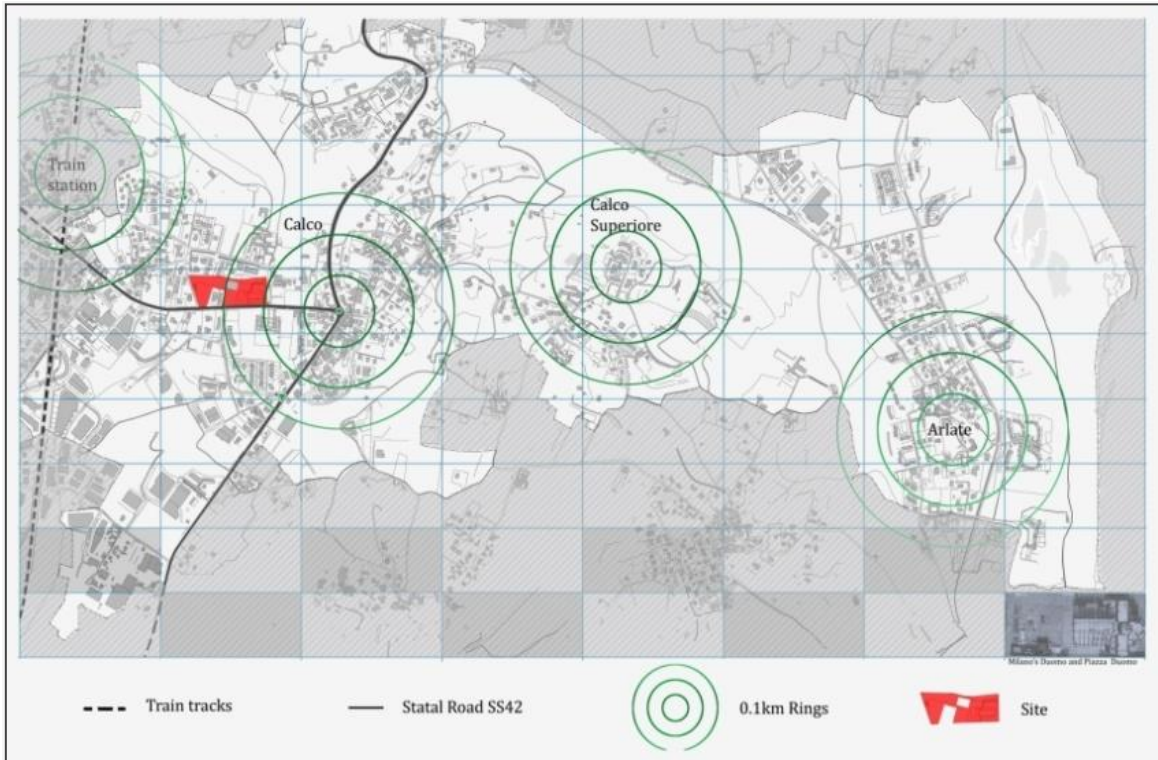 Train
station
Calco
Calco
Superiore
Arlate
Milano's Duomo and Piazza Duomo
Train tracks
Statal Road SS42
0.1km Rings
Site